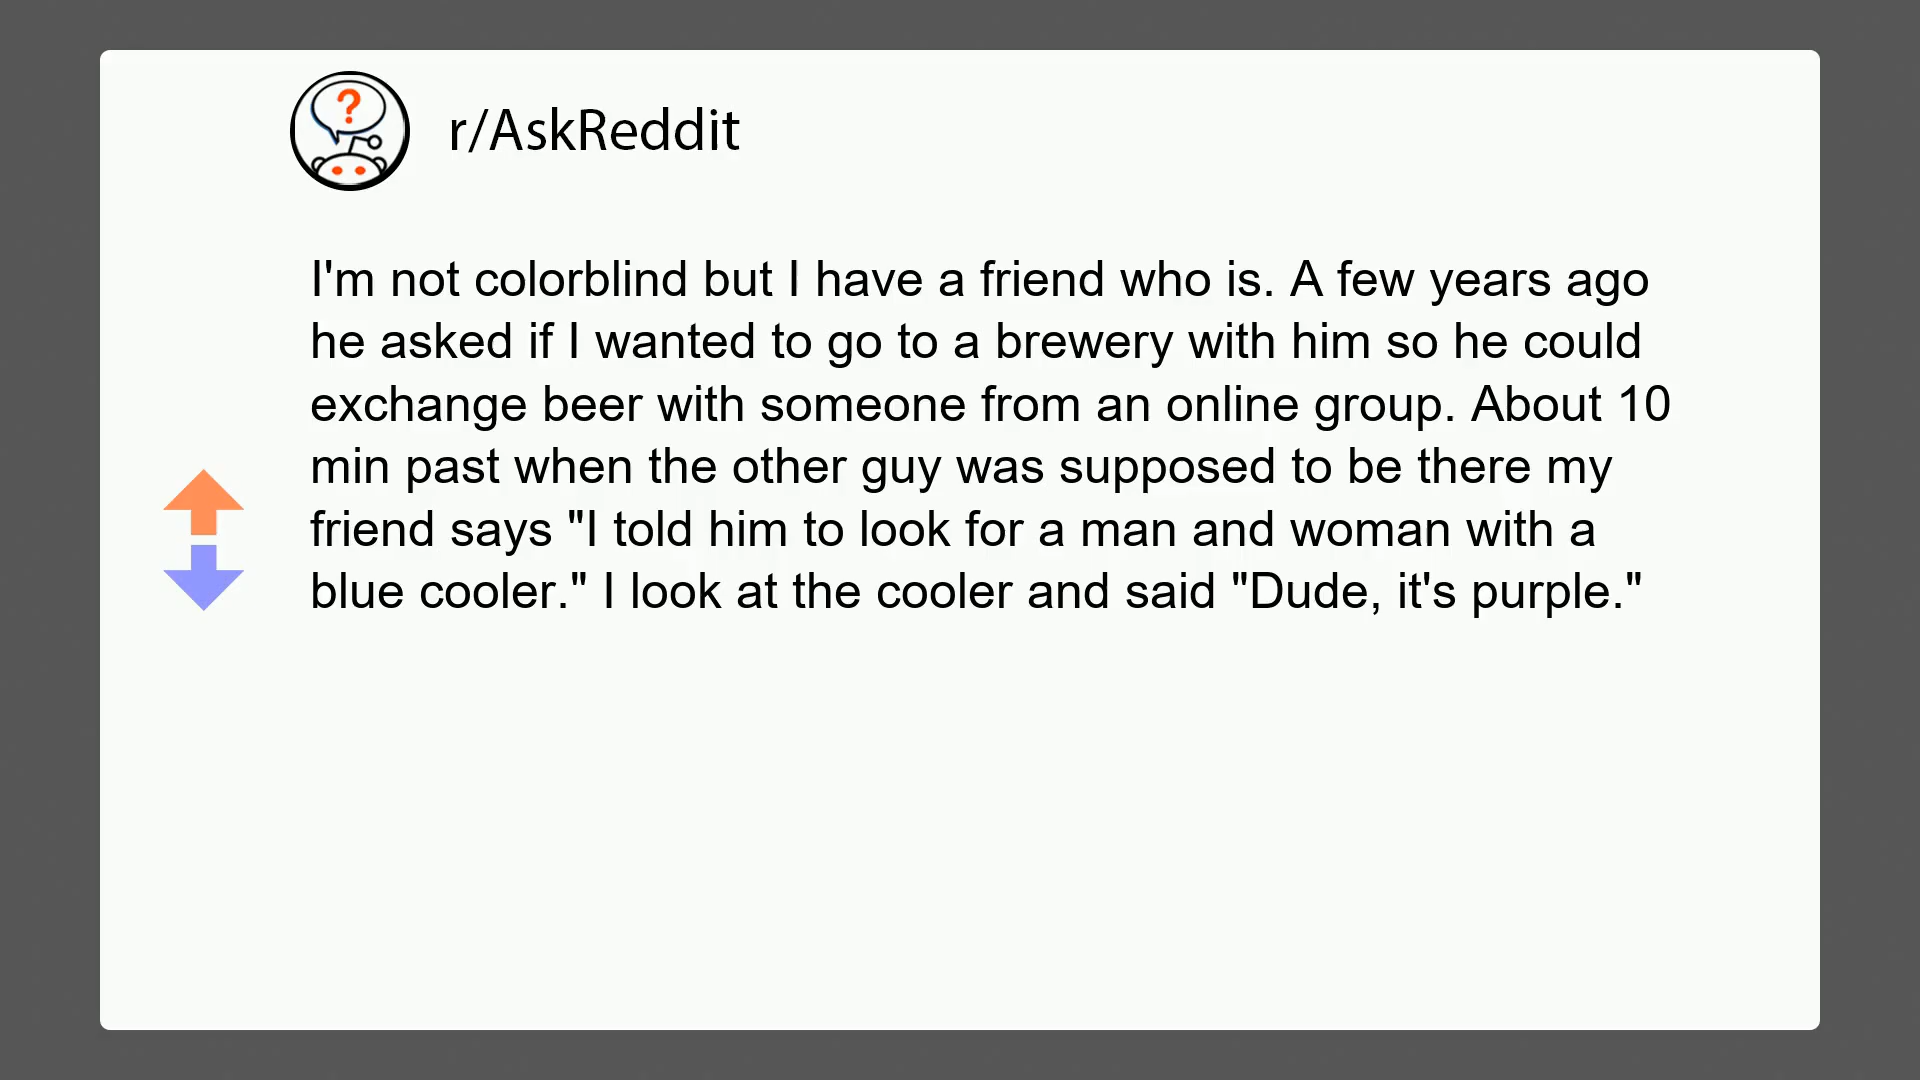 ?
r/AskReddit
I'm not colorblind but I have a friend who is. A few years ago
he asked if I wanted to go to a brewery with him so he could
exchange beer with someone from an online group. About 10
min past when the other guy was supposed to be there my
friend says "I told him to look for a man and woman with a
blue cooler." I look at the cooler and said "Dude, it's purple."